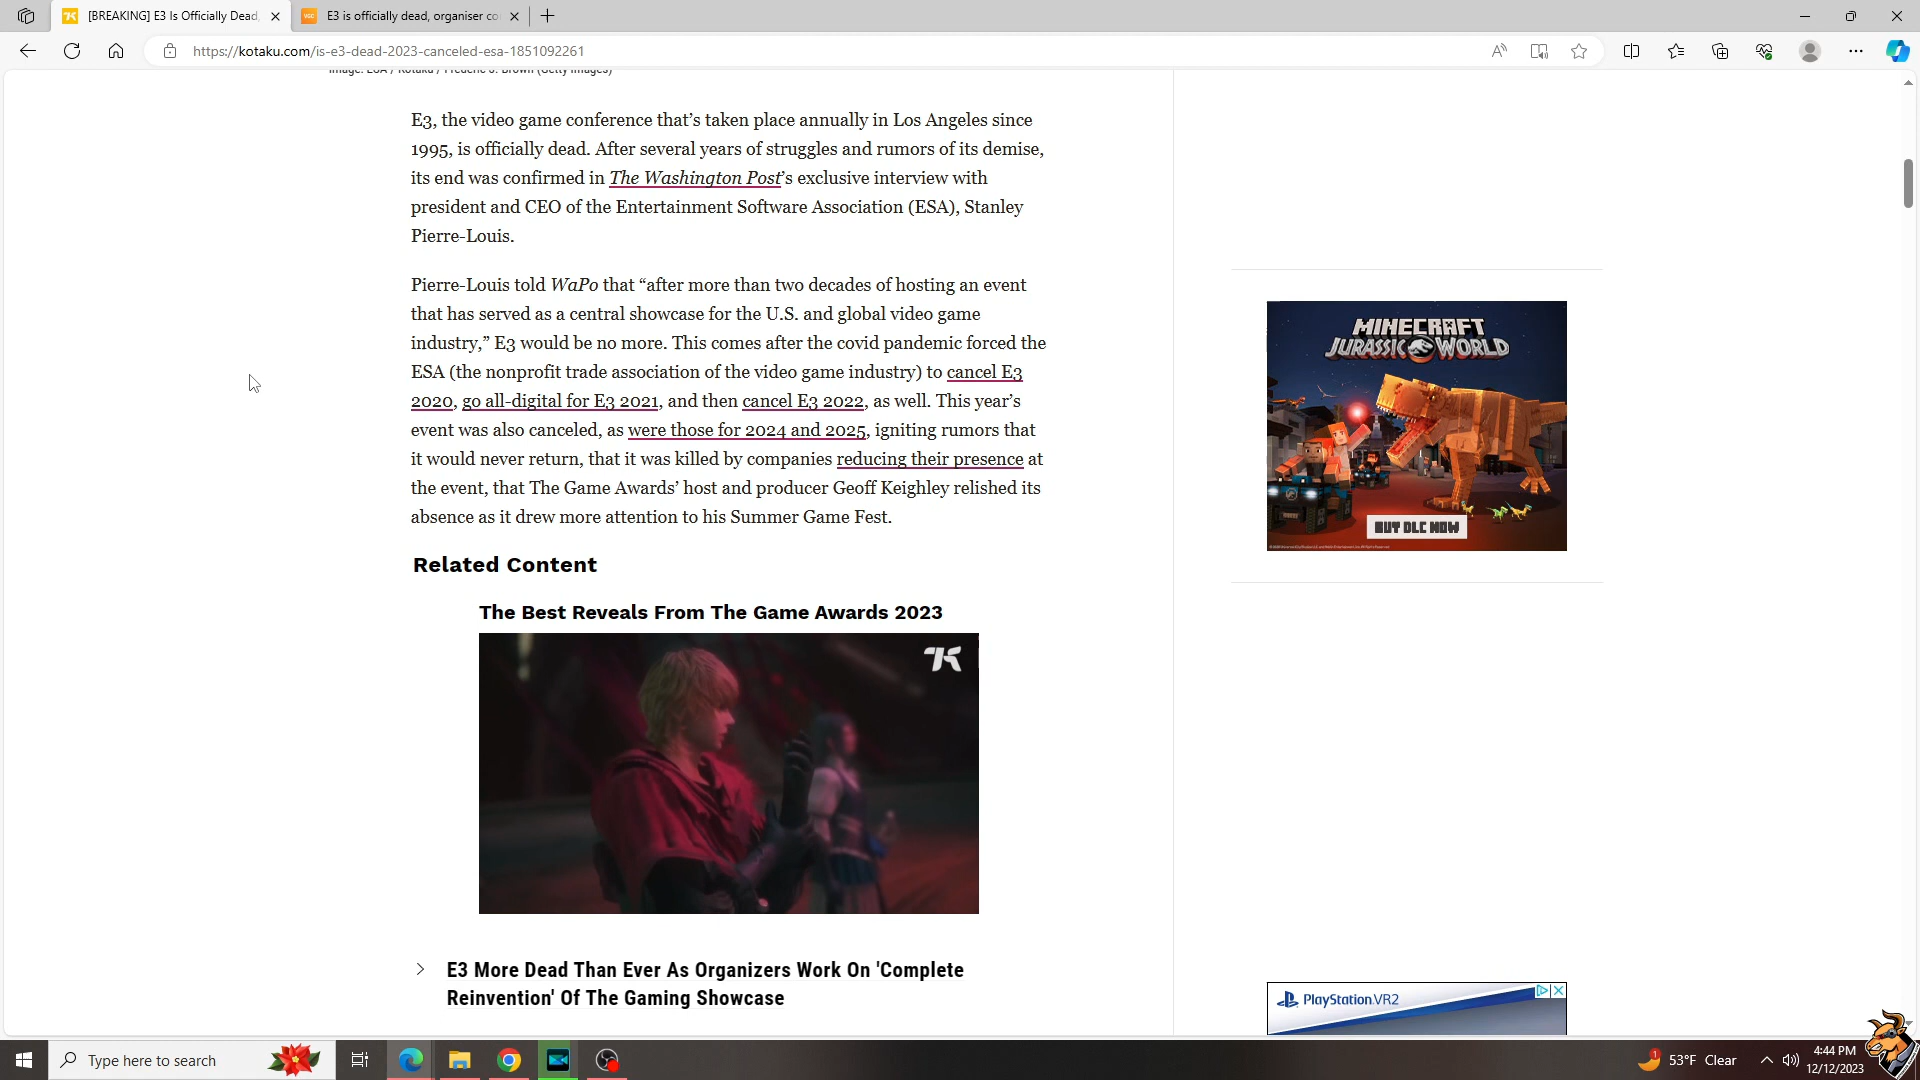 [BREAKING] E3 Is Officially Dead,
E3 is officially dead, organiser co
https://kotaku.com/is-e3-dead-2023-canceled-esa-1851092261
Image: ESA / Kotaku / Frederic J. Brown (Getty Images)
E3, the video game conference that’s taken place annually in Los Angeles since
1995, is officially dead. After several years of struggles and rumors of its demise,
its end was confirmed in The Washington Post’s exclusive interview with
president and CEO of the Entertainment Software Association (ESA), Stanley
Pierre-Louis.
Pierre-Louis told WaPo that “after more than two decades of hosting an event
that has served as a central showcase for the U.S. and global video game
industry,” E3 would be no more. This comes after the covid pandemic forced the
ESA (the nonprofit trade association of the video game industry) to cancel E3
2020, go all-digital for E3 2021, and then cancel E3 2022, as well. This year’s
event was also canceled, as were those for 2024 and 2025, igniting rumors that
it would never return, that it was killed by companies reducing their presence at
the event, that The Game Awards’ host and producer Geoff Keighley relished its
absence as it drew more attention to his Summer Game Fest.
MINECRAFT
JURASSIC WORLD
BUY DLC NOW
Related Content
The Best Reveals From The Game Awards 2023
E3 More Dead Than Ever As Organizers Work On 'Complete
Reinvention' Of The Gaming Showcase
PlayStation.VR2
Type here to search
1
53°F Clear
4:44 PM
12/12/2023